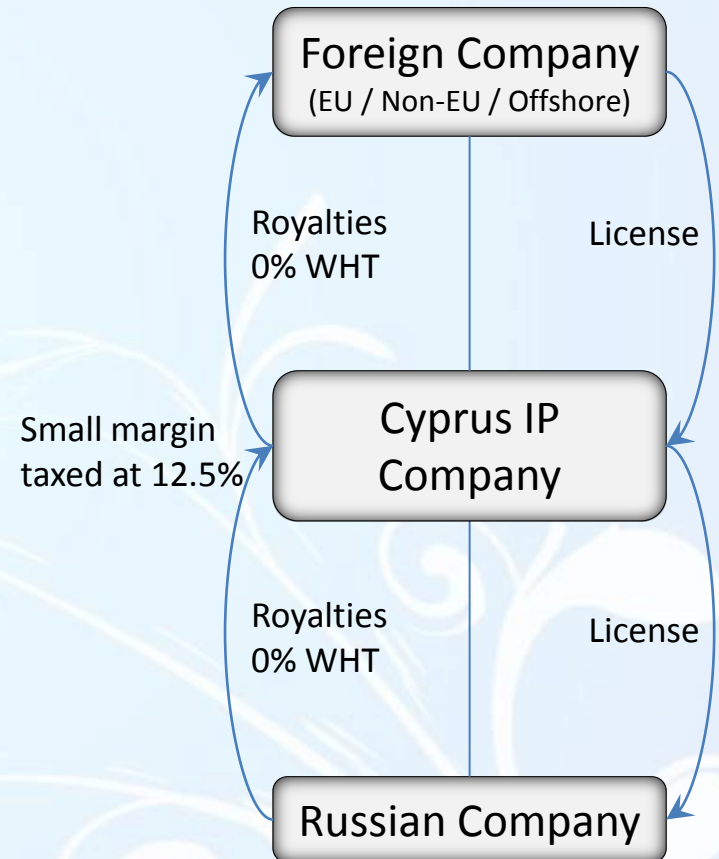 Foreign Company
(EU / Non-EU / Offshore)
Royalties
0% WHT
License
Small margin
taxed at 12.5%
Cyprus IP
Company
Royalties
0% WHT
License
Russian Company